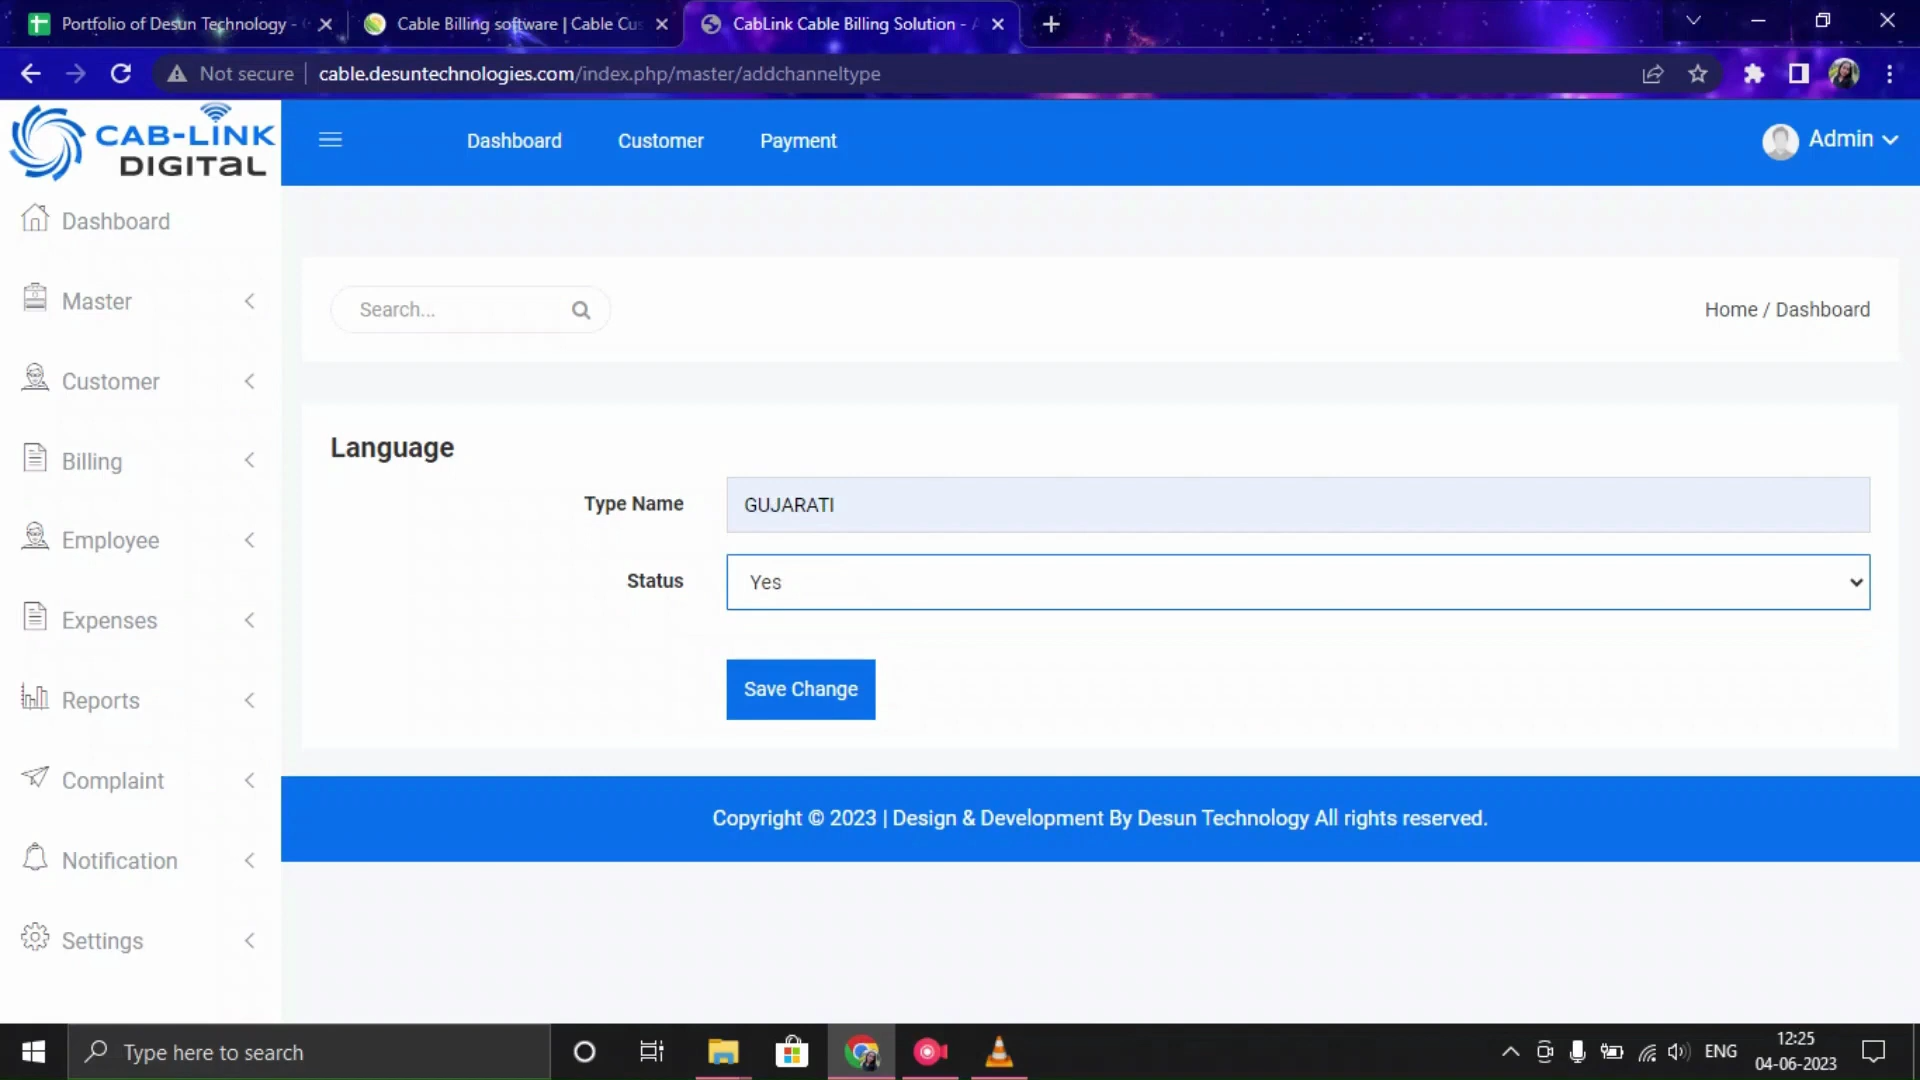 Portfolio of Desun Technology -
Cable Billing software | Cable Cus
CabLink Cable Billing Solution -
Not secure
cable.desuntechnologies.com/index.php/master/addchanneltype
CAB-LINK
DIGITAL
Dashboard
Customer
Payment
Admin
Dashboard
Master
Customer
Billing
Employee
Expenses
Reports
Complaint
Notification
Settings
Search...
Home / Dashboard
Language
Type Name
GUJARATI
Status
Yes
Save Change
Copyright © 2023 | Design & Development By Desun Technology All rights reserved.
Type here to search
ENG
12:25
04-06-2023